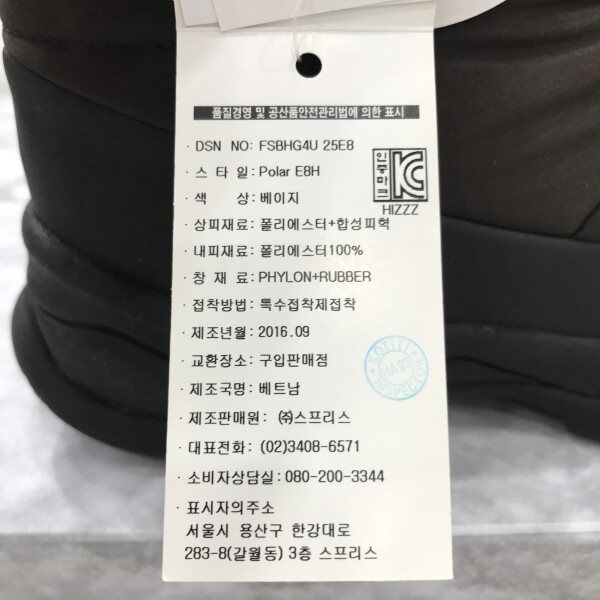 품질경영 및 공산품안전관리법에 의한 표시
· DSN NO: FSBHG4U 25E8
· 스 타 일: Polar E8H
· 색 상: 베이지
인증마크
KC
HIZZZ
· 상피재료: 폴리에스터+합성피혁
· 내피재료: 폴리에스터100%
· 창 재 료: PHYLON+RUBBER
· 접착방법: 특수접착제접착
· 제조년월: 2016.09
· 교환장소: 구입판매점
· 제조국명: 베트남
KOTITI
INSPECTOR
· 제조판매원: ㈜스프리스
· 대표전화: (02)3408-6571
· 소비자상담실: 080-200-3344
· 표시자의주소
서울시 용산구 한강대로
283-8(갈월동) 3층 스프리스